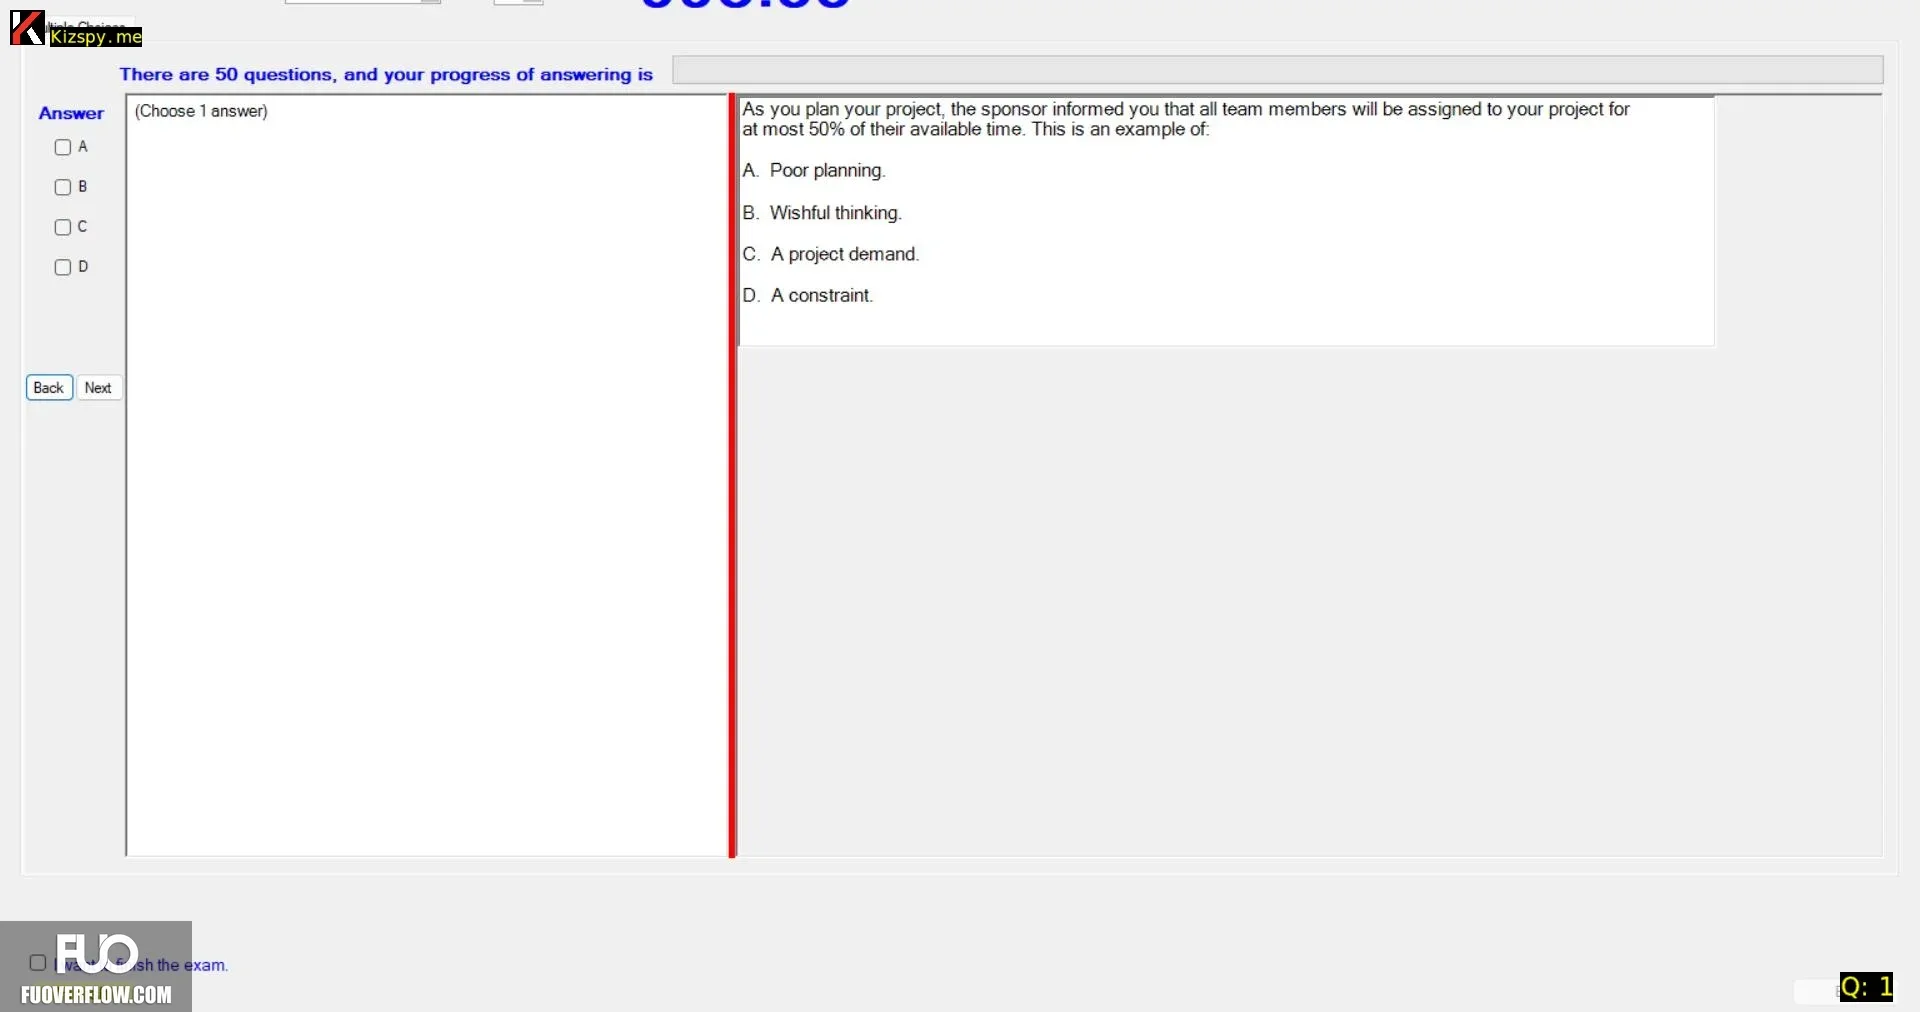 Kizspy.me
There are 50 questions, and your progress of answering is
Answer
(Choose 1 answer)
A
B
C
D
Back
Next
As you plan your project, the sponsor informed you that all team members will be assigned to your project for
at most 50% of their available time. This is an example of:
A. Poor planning.
B. Wishful thinking.
C. A project demand.
D. A constraint.
the exam.
FUO
FUOVERFLOW.COM
Q: 1